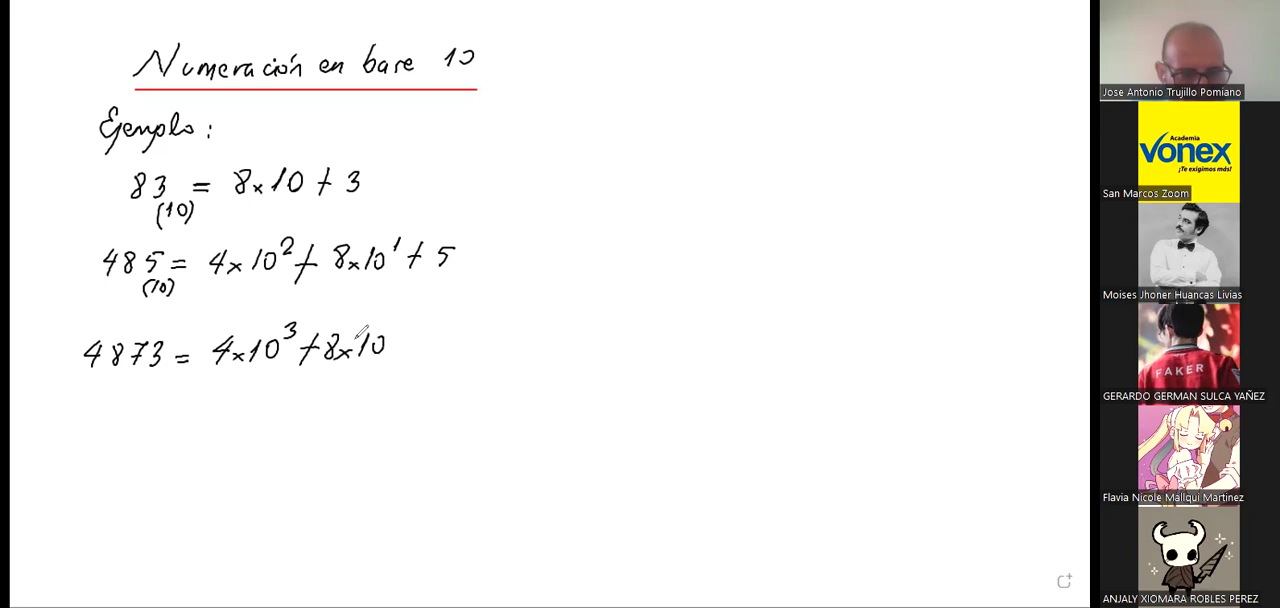 Numeración en base 10
Ejemplo:
83 = 8×10 + 3
(10)
485 = 4×10² + 8×10¹ + 5
(10)
4873 = 4×10³ + 8×10
Jose Antonio Trujillo Pomiano
Academia
Vonex
¡Te exigimos más!
San Marcos Zoom
Moises Jhoner Huancas Livias
FAKER
GERARDO GERMAN SULCA YAÑEZ
Flavia Nicole Mallqui Martinez
ANJALY XIOMARA ROBLES PEREZ